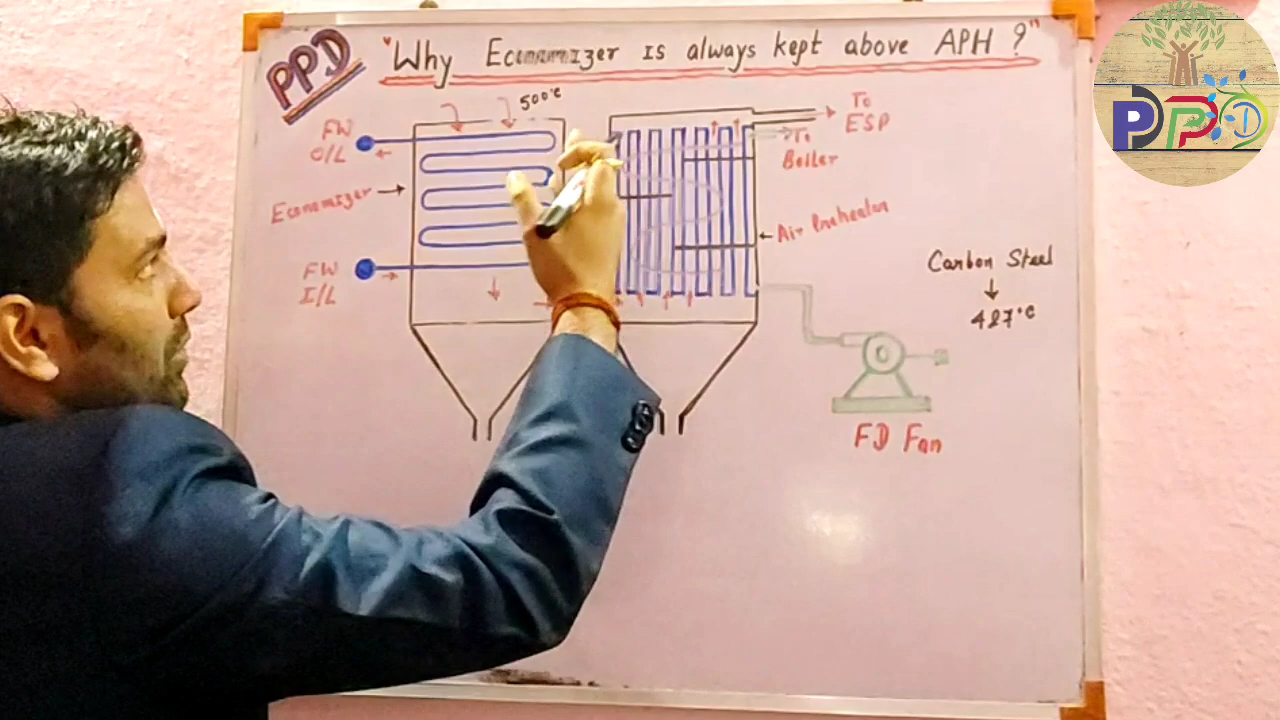 PPD
"Why Economizer is always kept above APH ?"
500°C
FW
O/L
Economizer
FW
I/L
To
ESP
To
Boiler
Air Preheater
Carbon Steel
427°C
FD Fan
PPD